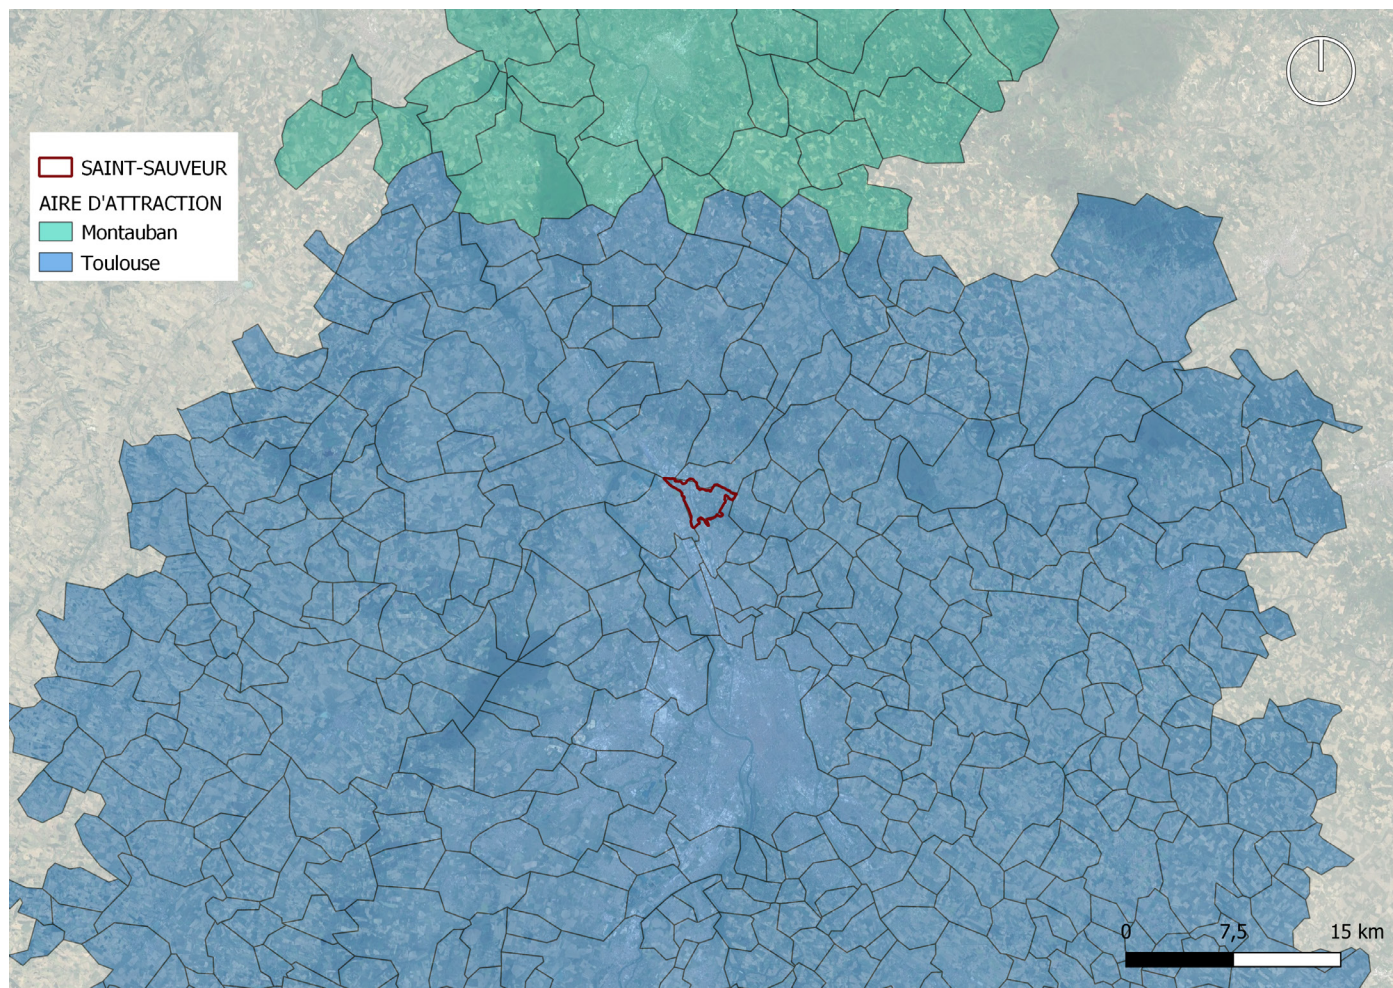 SAINT-SAUVEUR
AIRE D'ATTRACTION
Montauban
Toulouse
0 7,5 15 km